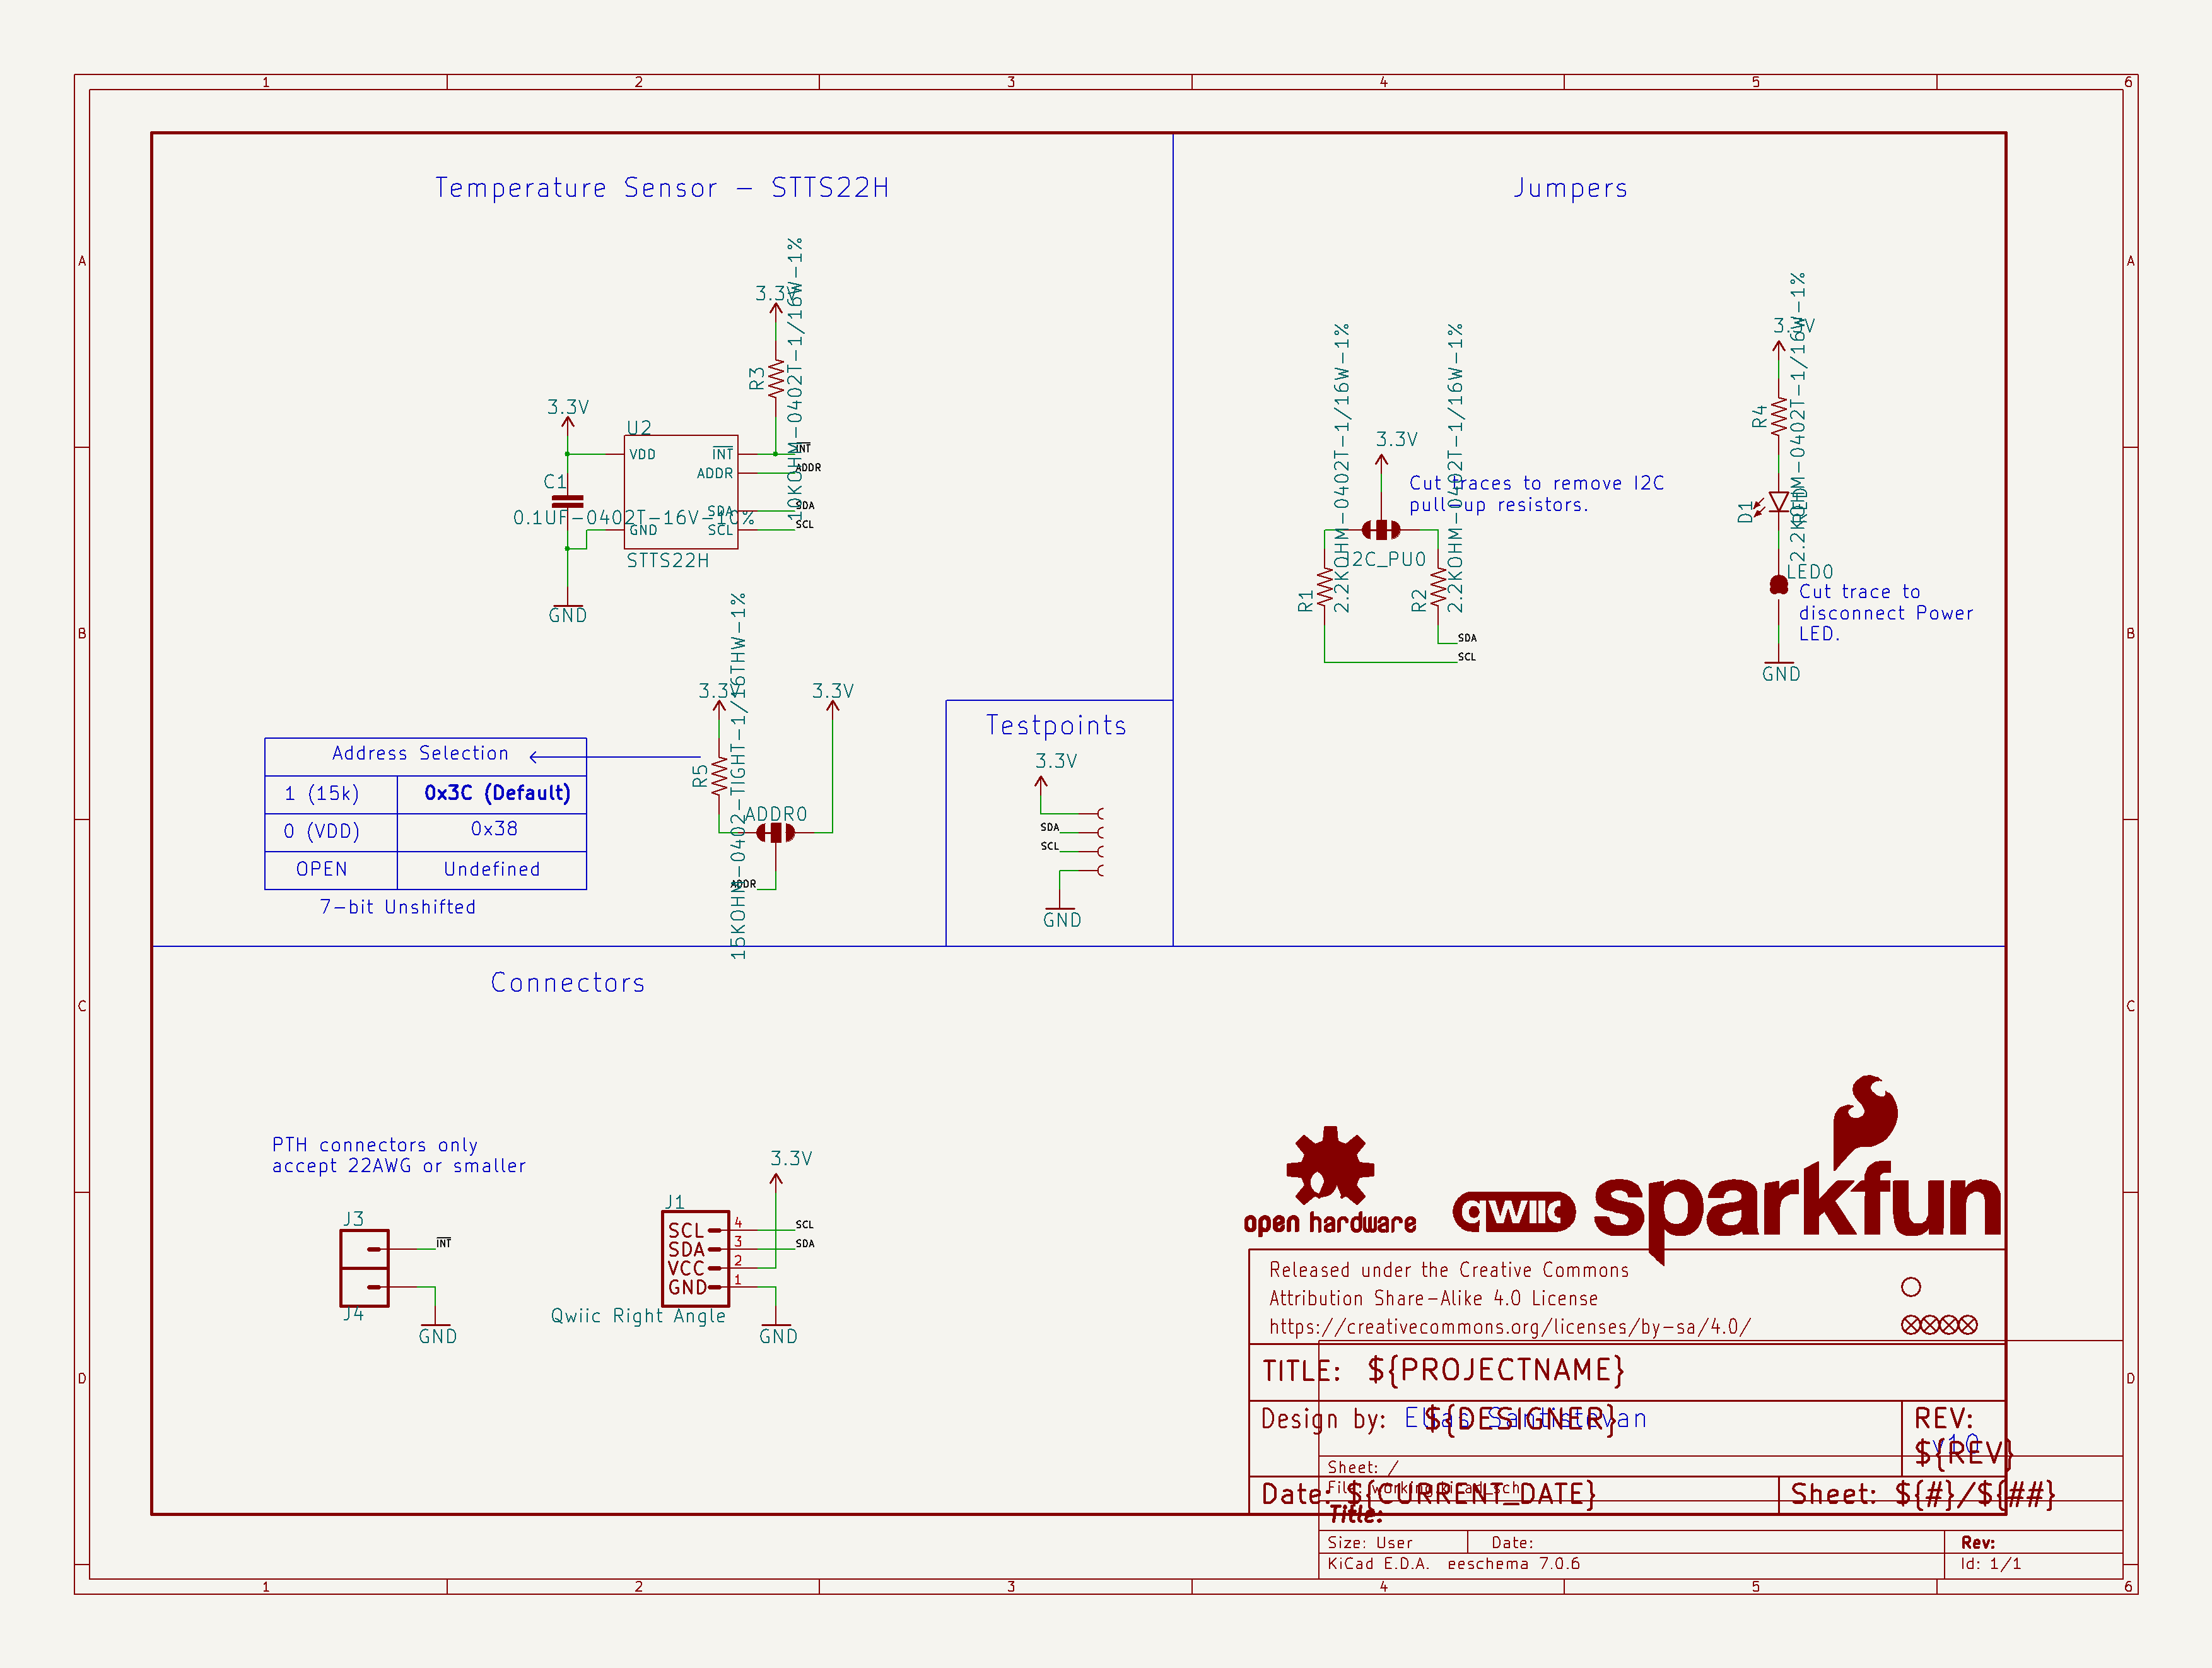 1 2 3 4 5 6
A
B
C
D
A
B
C
D
Temperature Sensor - STTS22H
3.3V
R3
10KOHM-0402T-1/16W-1%
3.3V
U2
VDD
INT
ADDR
SDA
SCL
GND
STTS22H
INT
ADDR
SDA
SCL
C1
0.1UF-0402T-16V-10%
GND
3.3V
3.3V
R5
15KOHM-0402-TIGHT-1/16THW-1%
ADDR0
ADDR
Address Selection
1 (15k) 0x3C (Default)
0 (VDD) 0x38
OPEN Undefined
7-bit Unshifted
Testpoints
3.3V
SDA
SCL
GND
Jumpers
3.3V
Cut traces to remove I2C
pull-up resistors.
I2C_PU0
R1
2.2KOHM-0402T-1/16W-1%
R2
2.2KOHM-0402T-1/16W-1%
SDA
SCL
3.3V
R4
2.2KOHM-0402T-1/16W-1%
D1
RED
LED0
Cut trace to
disconnect Power
LED.
GND
Connectors
PTH connectors only
accept 22AWG or smaller
J3
INT
J4
GND
J1
3.3V
SCL 4 SCL
SDA 3 SDA
VCC 2
GND 1
Qwiic Right Angle
GND
open hardware
qwiic
sparkfun
Released under the Creative Commons
Attribution Share-Alike 4.0 License
https://creativecommons.org/licenses/by-sa/4.0/
TITLE: ${PROJECTNAME}
Design by: ${DESIGNER}
Elias Santistevan
REV:
${REV}
v10
Sheet: /
File: working.kicad_sch
Date: ${CURRENT_DATE}
Sheet: ${#}/${##}
Title:
Size: User Date: Rev:
KiCad E.D.A. eeschema 7.0.6 Id: 1/1
1 2 3 4 5 6